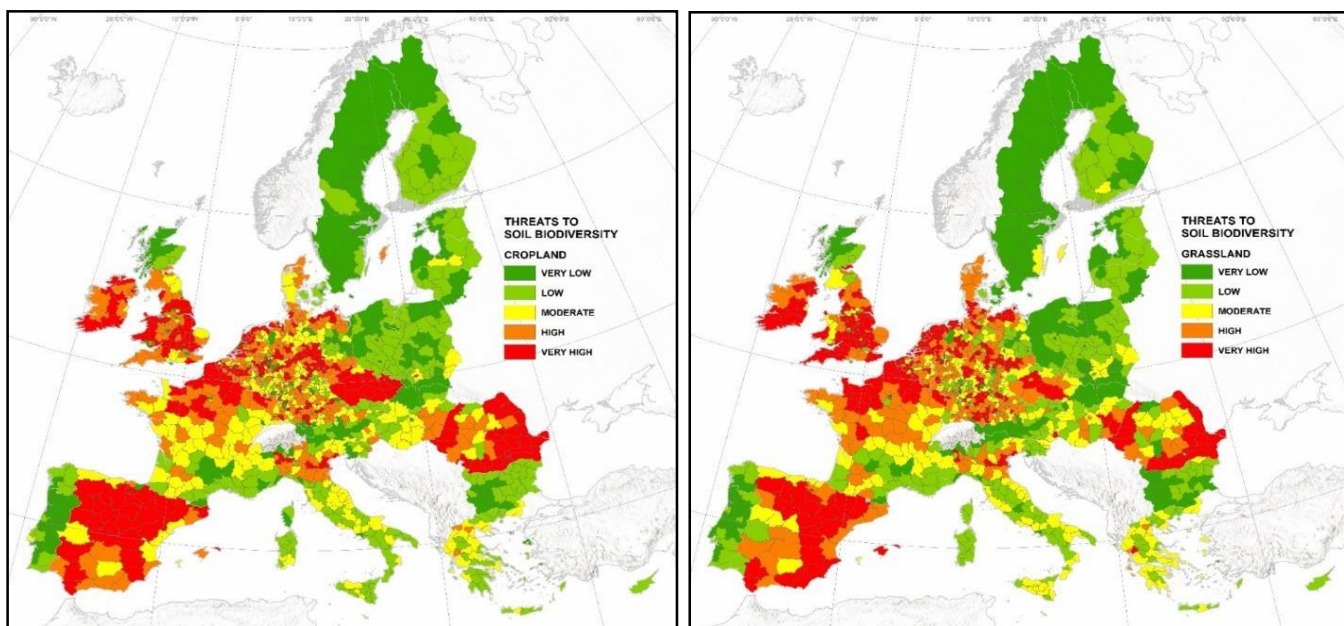 THREATS TO
SOIL BIODIVERSITY
CROPLAND
VERY LOW
LOW
MODERATE
HIGH
VERY HIGH
THREATS TO
SOIL BIODIVERSITY
GRASSLAND
VERY LOW
LOW
MODERATE
HIGH
VERY HIGH